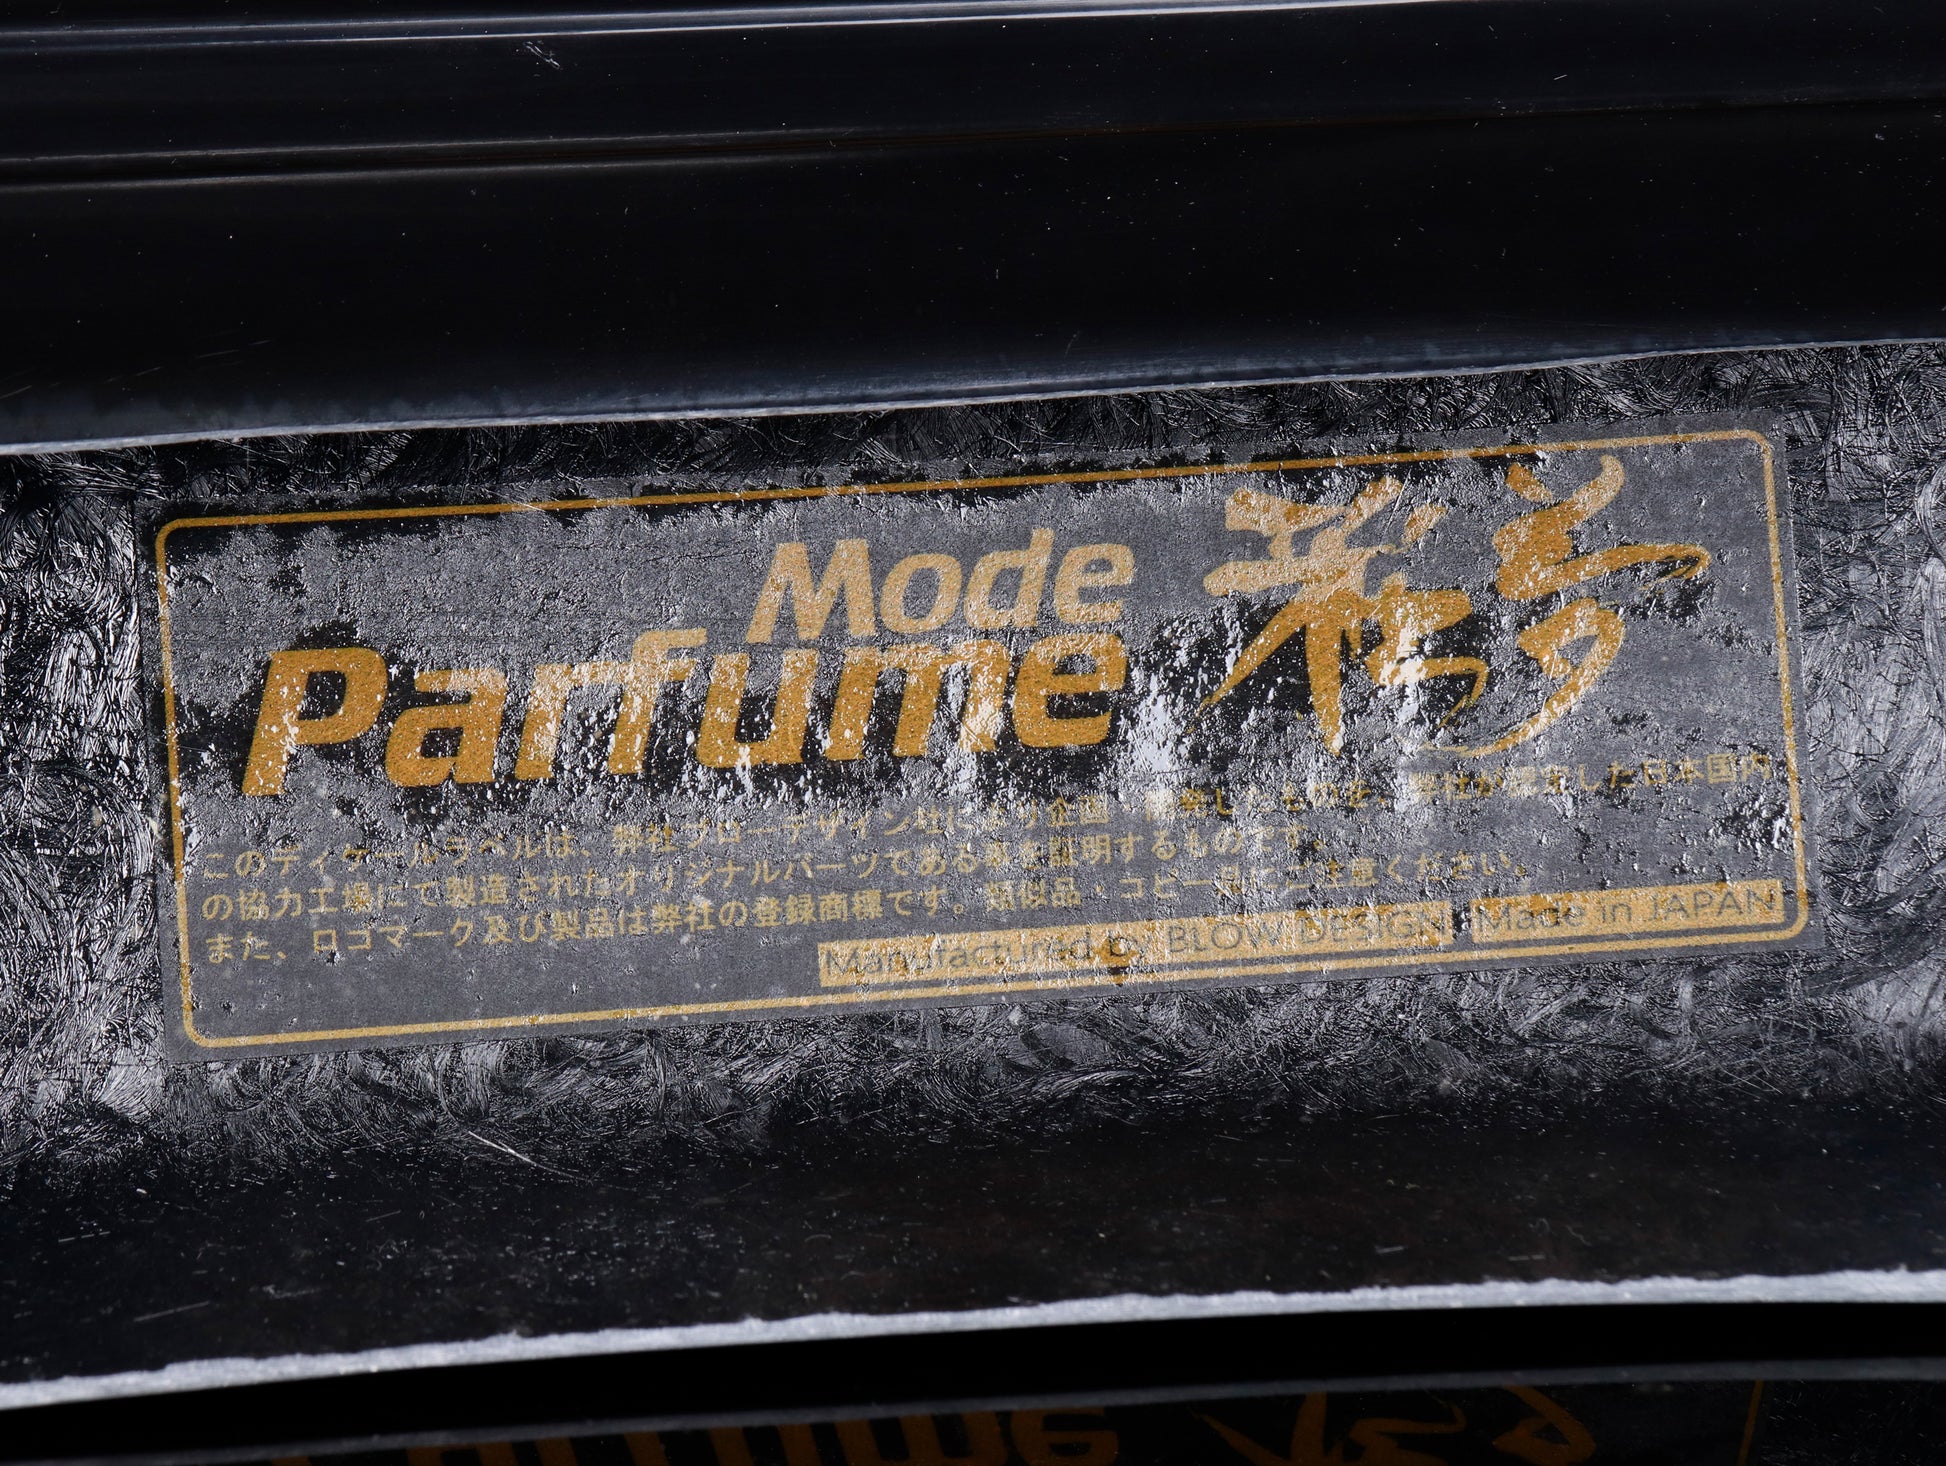 Mode
Parfume
このディケールラベルは、弊社ブローデザイン社により企画・した ものを、弊社が認定した日本国内
の協力工場にて製造されたオリジナルパーツである事を証明するものです。
また、ロゴマーク及び製品は弊社の登録商標です。類似品・コピー品にご注意ください。
Manufactured by BLOW DESIGN Made in JAPAN
Parfume